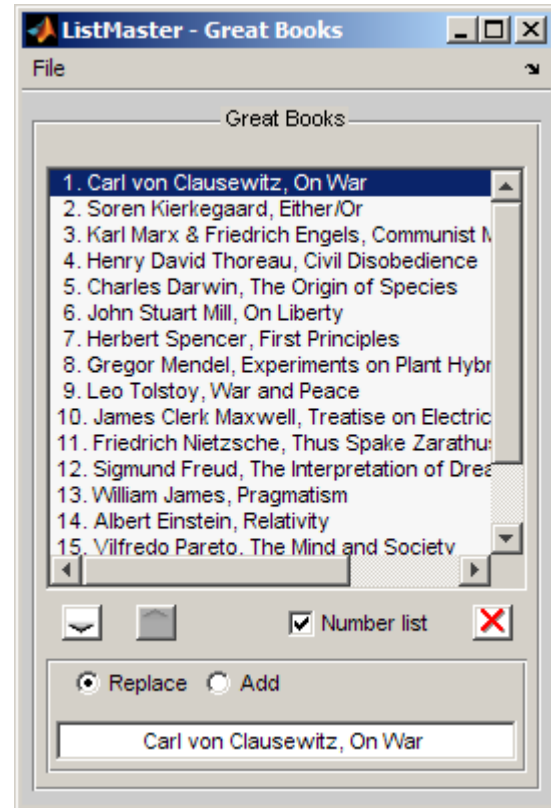 ListMaster - Great Books
File
Great Books
1. Carl von Clausewitz, On War
2. Soren Kierkegaard, Either/Or
3. Karl Marx & Friedrich Engels, Communist
4. Henry David Thoreau, Civil Disobedience
5. Charles Darwin, The Origin of Species
6. John Stuart Mill, On Liberty
7. Herbert Spencer, First Principles
8. Gregor Mendel, Experiments on Plant Hybr
9. Leo Tolstoy, War and Peace
10. James Clerk Maxwell, Treatise on Electric
11. Friedrich Nietzsche, Thus Spake Zarathu
12. Sigmund Freud, The Interpretation of Drea
13. William James, Pragmatism
14. Albert Einstein, Relativity
15. Vilfredo Pareto, The Mind and Society
Number list
Replace Add
Carl von Clausewitz, On War